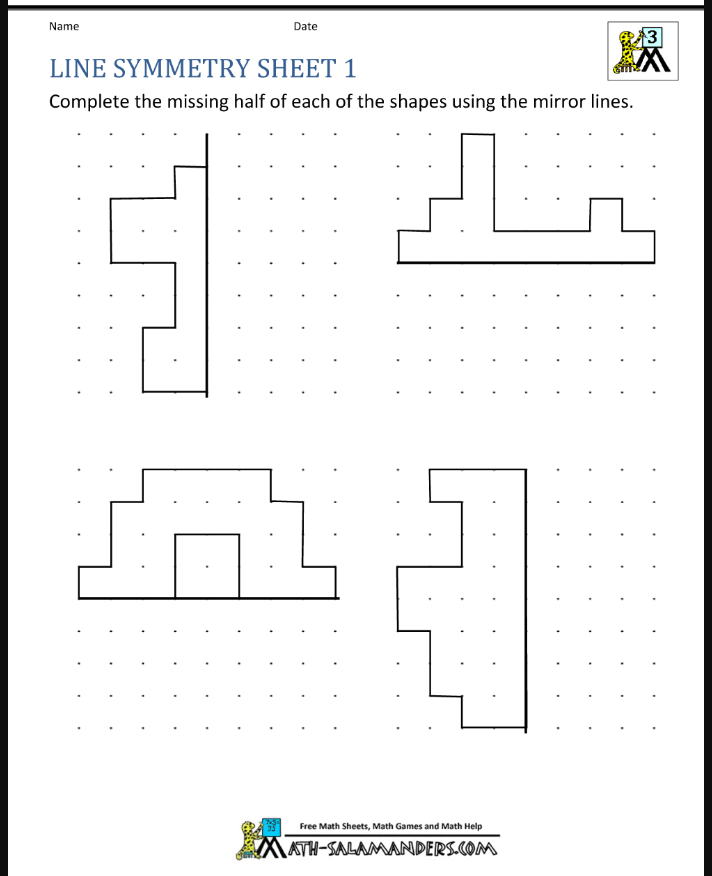 Name Date
3
LINE SYMMETRY SHEET 1
Complete the missing half of each of the shapes using the mirror lines.
Free Math Sheets, Math Games and Math Help
MATH-SALAMANDERS.COM